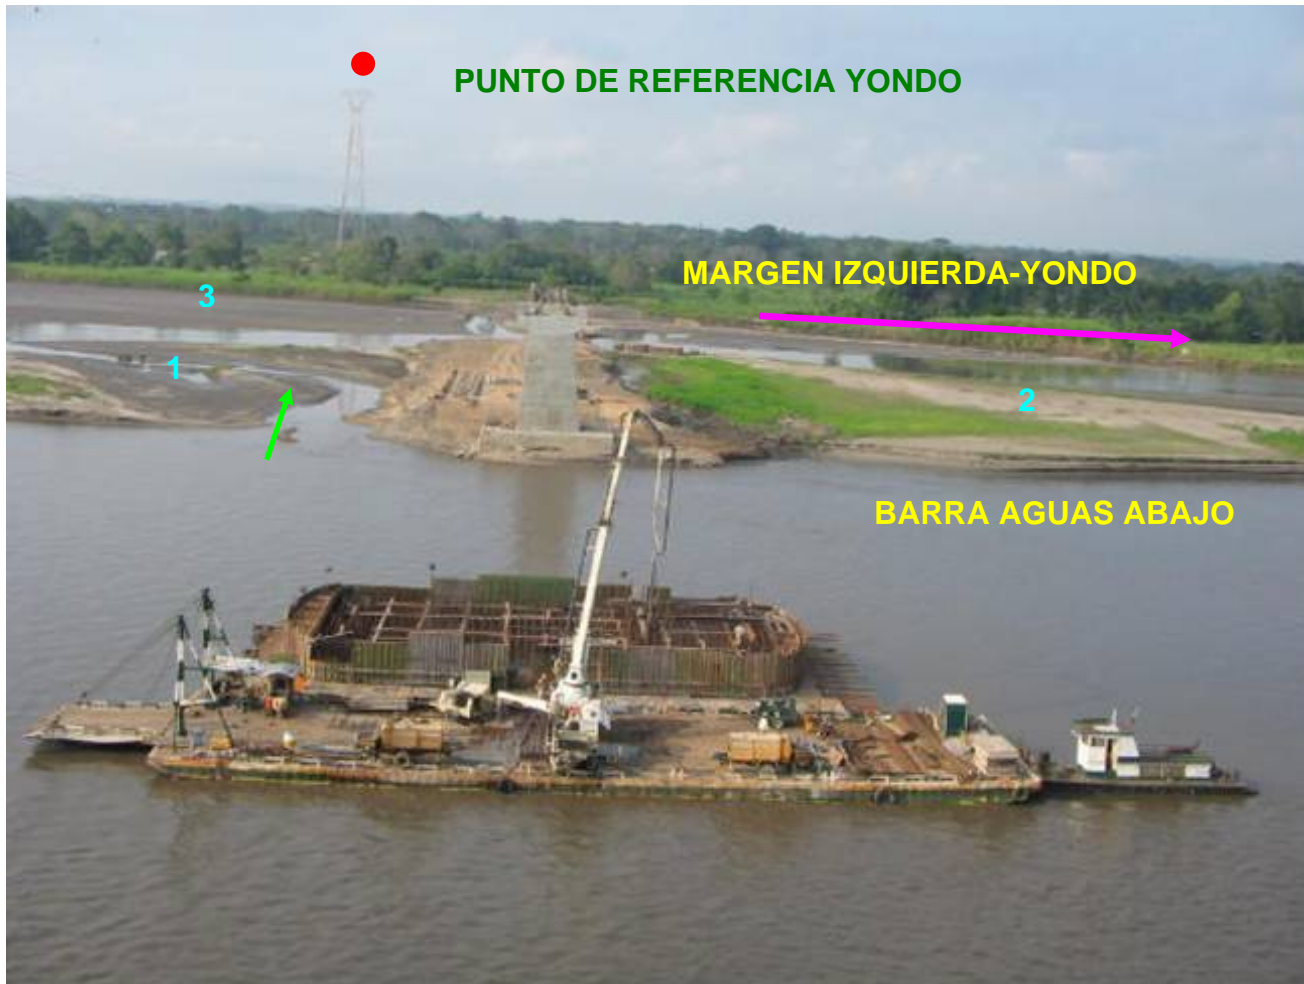 PUNTO DE REFERENCIA YONDO
MARGEN IZQUIERDA-YONDO
3
1
2
BARRA AGUAS ABAJO